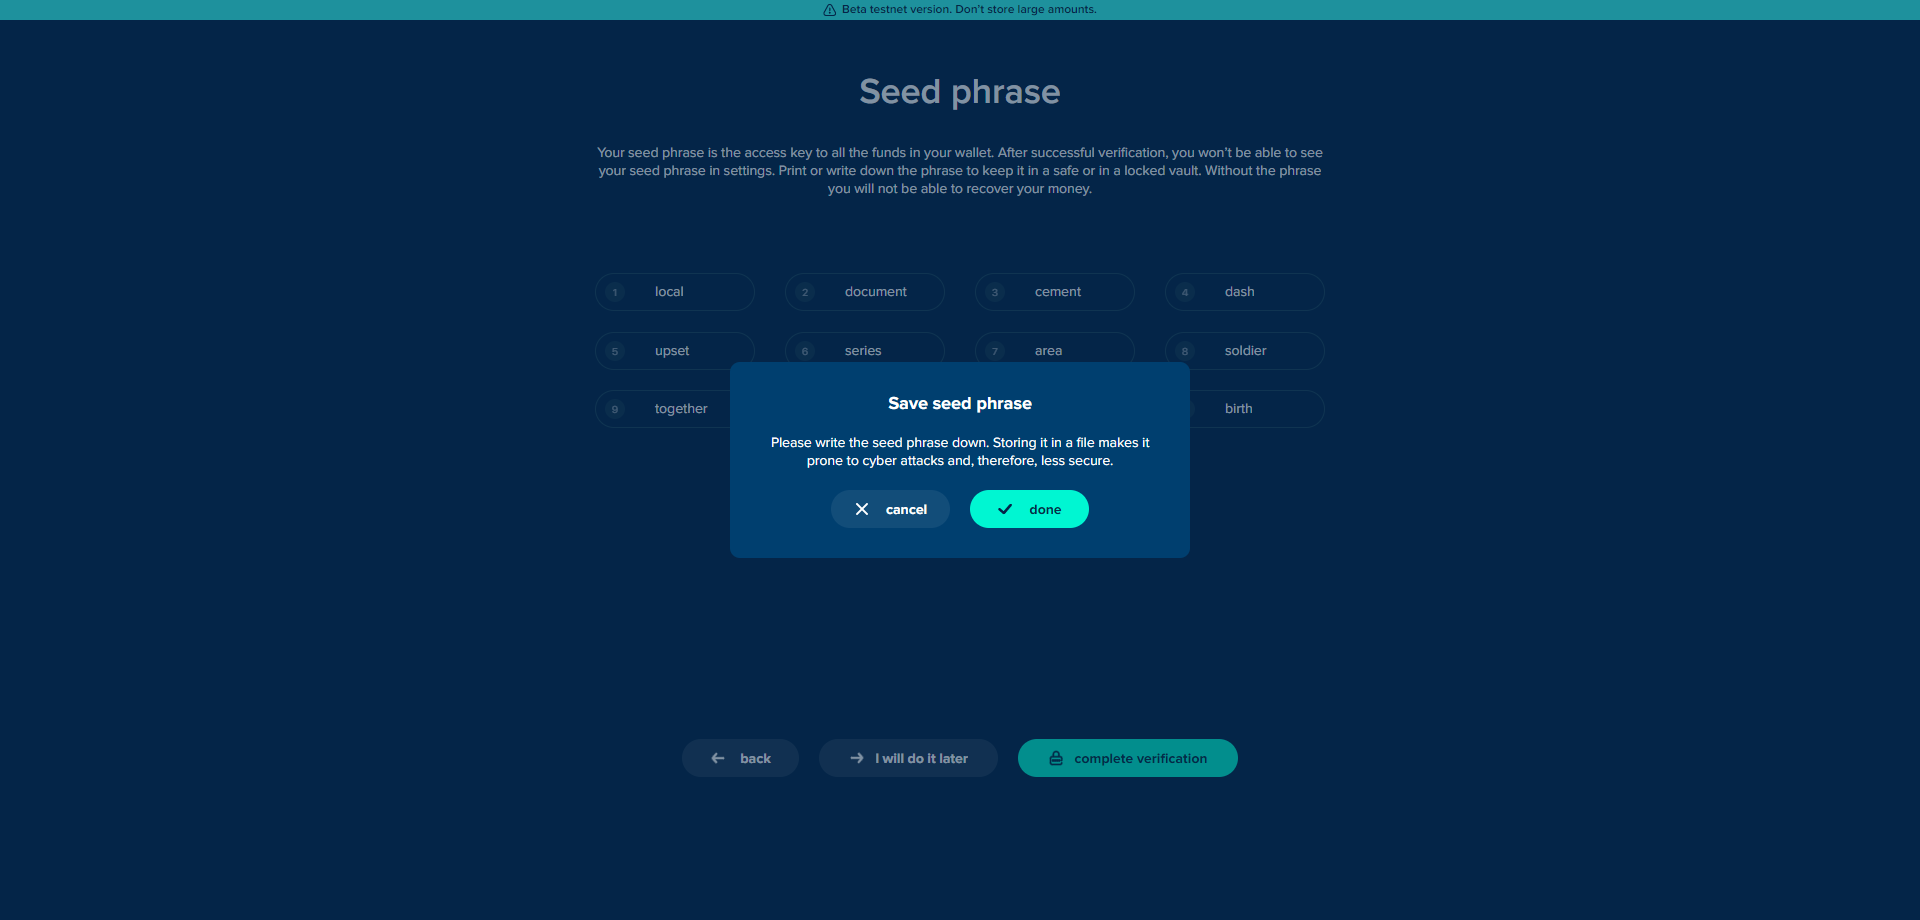 Beta testnet version. Don't store large amounts.
Seed phrase
Your seed phrase is the access key to all the funds in your wallet. After successful verification, you won't be able to see
your seed phrase in settings. Print or write down the phrase to keep it in a safe or in a locked vault. Without the phrase
you will not be able to recover your money.
1 local 2 document 3 cement 4 dash
5 upset 6 series 7 area 8 soldier
9 together birth
Save seed phrase
Please write the seed phrase down. Storing it in a file makes it
prone to cyber attacks and, therefore, less secure.
cancel done
back I will do it later complete verification